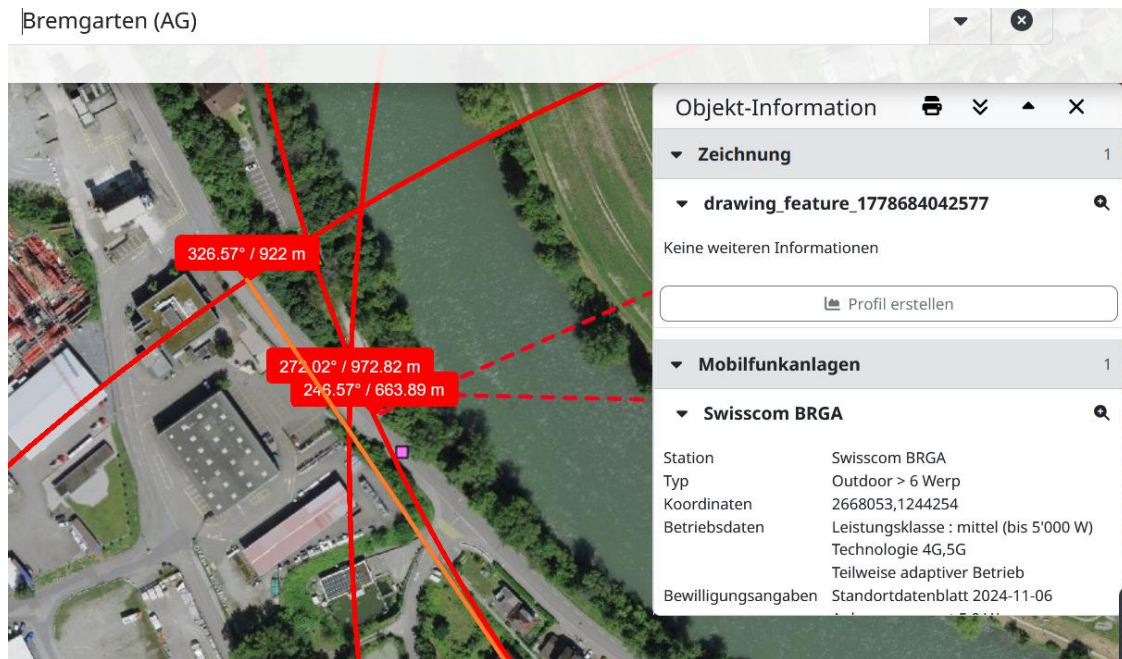 Bremgarten (AG)
Objekt-Information
Zeichnung 1
drawing_feature_1778684042577
Keine weiteren Informationen
Profil erstellen
Mobilfunkanlagen 1
Swisscom BRGA
Station Swisscom BRGA
Typ Outdoor > 6 Werp
Koordinaten 2668053,1244254
Betriebsdaten Leistungsklasse : mittel (bis 5'000 W)
Technologie 4G,5G
Teilweise adaptiver Betrieb
Bewilligungsangaben Standortdatenblatt 2024-11-06
326.57° / 922 m
272.02° / 972.82 m
246.57° / 663.89 m